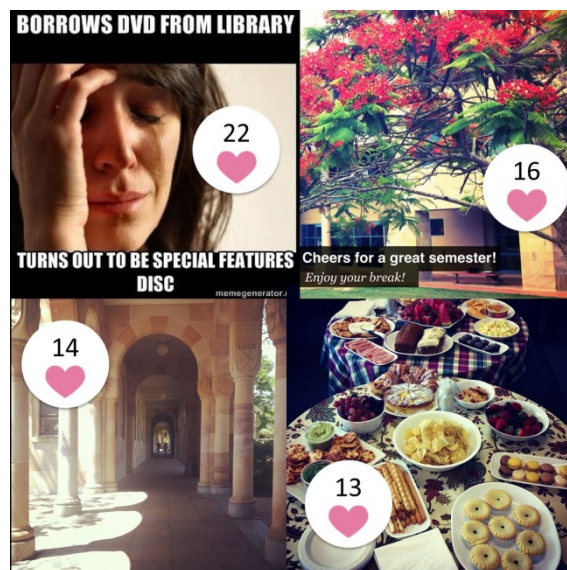 BORROWS DVD FROM LIBRARY
22
TURNS OUT TO BE SPECIAL FEATURES
DISC
memegenerator.
16
Cheers for a great semester!
Enjoy your break!
14
13